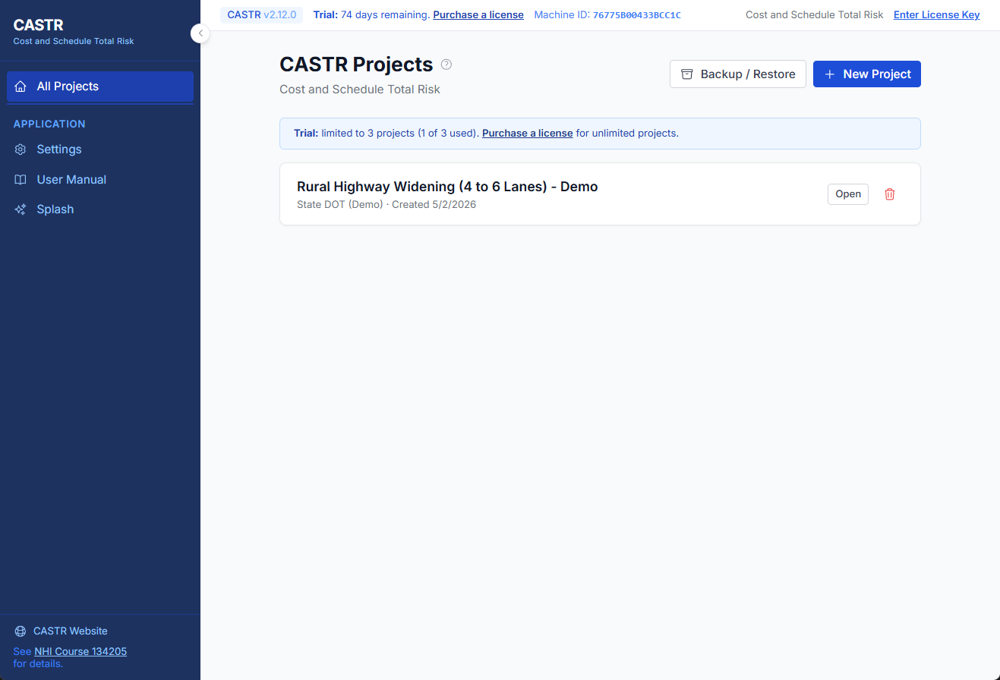 CASTR
Cost and Schedule Total Risk
All Projects
APPLICATION
Settings
User Manual
Splash
CASTR Website
See NHI Course 134205
for details.
CASTR v2.12.0
Trial: 74 days remaining. Purchase a license
Machine ID: 76775B00433BCC1C
Cost and Schedule Total Risk
Enter License Key
CASTR Projects
Cost and Schedule Total Risk
Backup / Restore
New Project
Trial: limited to 3 projects (1 of 3 used). Purchase a license for unlimited projects.
Rural Highway Widening (4 to 6 Lanes) - Demo
State DOT (Demo) · Created 5/2/2026
Open